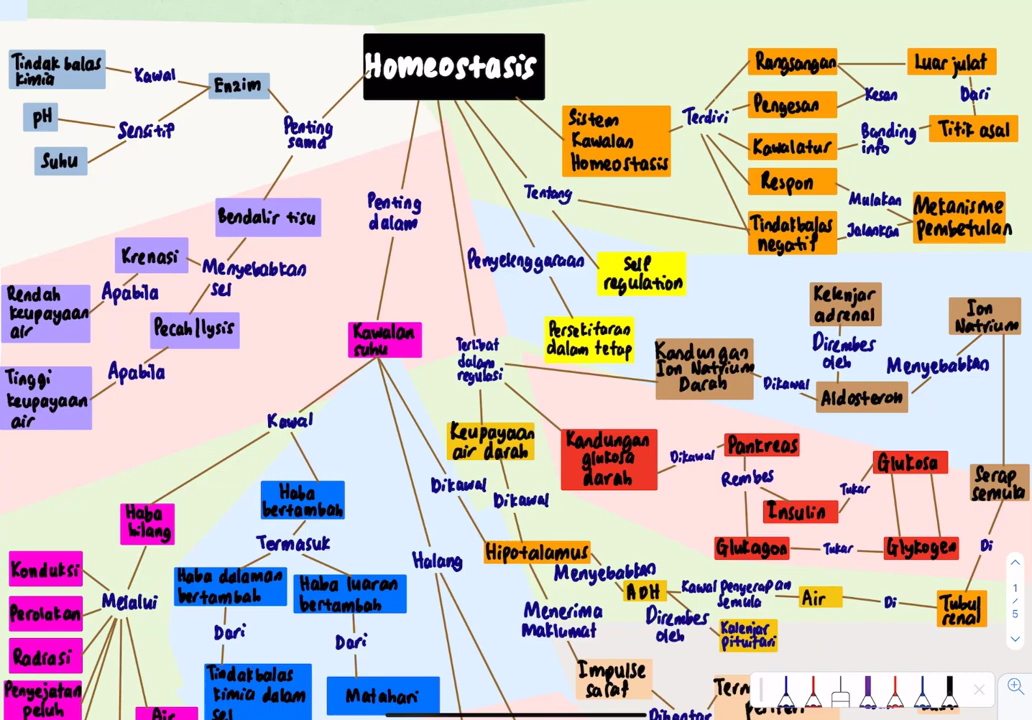 Homeostasis
Tindak balas
kimia
Kawal
Enzim
pH
Sensitif
Suhu
Penting
sama
Bendalir tisu
Krenasi
Menyebabkan
sel
Rendah
keupayaan
air
Apabila
Pecah/lysis
Tinggi
keupayaan
air
Apabila
Sistem
Kawalan
Homeostasis
Terdiri
Rangsangan
Luar julat
Kesan
Dari
Pengesan
Titik asal
Kawalatur
Banding
info
Respon
Mulakan
Mekanisme
pembetulan
Tindakbalas
negatif
Jalankan
Tentang
Self
regulation
Penyelenggaraan
Persekitaran
dalam tetap
Penting
dalam
Kawalan
suhu
Terlibat
dalam
regulasi
Kandungan
Ion Natrium
Darah
Dikawal
Kelenjar
adrenal
Dirembes
oleh
Aldosteron
Menyebabkan
Ion
Natrium
Serap
semula
Di
Keupayaan
air darah
Kandungan
glukosa
darah
Dikawal
Pankreas
Rembes
Insulin
Tukar
Glukosa
Glukagon
Tukar
Glykogen
Kawal
Haba
hilang
Haba
bertambah
Termasuk
Haba dalaman
bertambah
Haba luaran
bertambah
Dari
Dari
Tindakbalas
kimia dalam
sel
Matahari
Konduksi
Perolakan
Radiasi
Penyejatan
peluh
Melalui
Air
Dikawal
Dikawal
Halang
Hipotalamus
Menyebabkan
ADH
Kawal Penyerapan
Semula
Air
Di
Tubul
renal
Dirembes
oleh
Kalenjar
pituitari
Menerima
Maklumat
Impulse
saraf
Dihantar
1
5